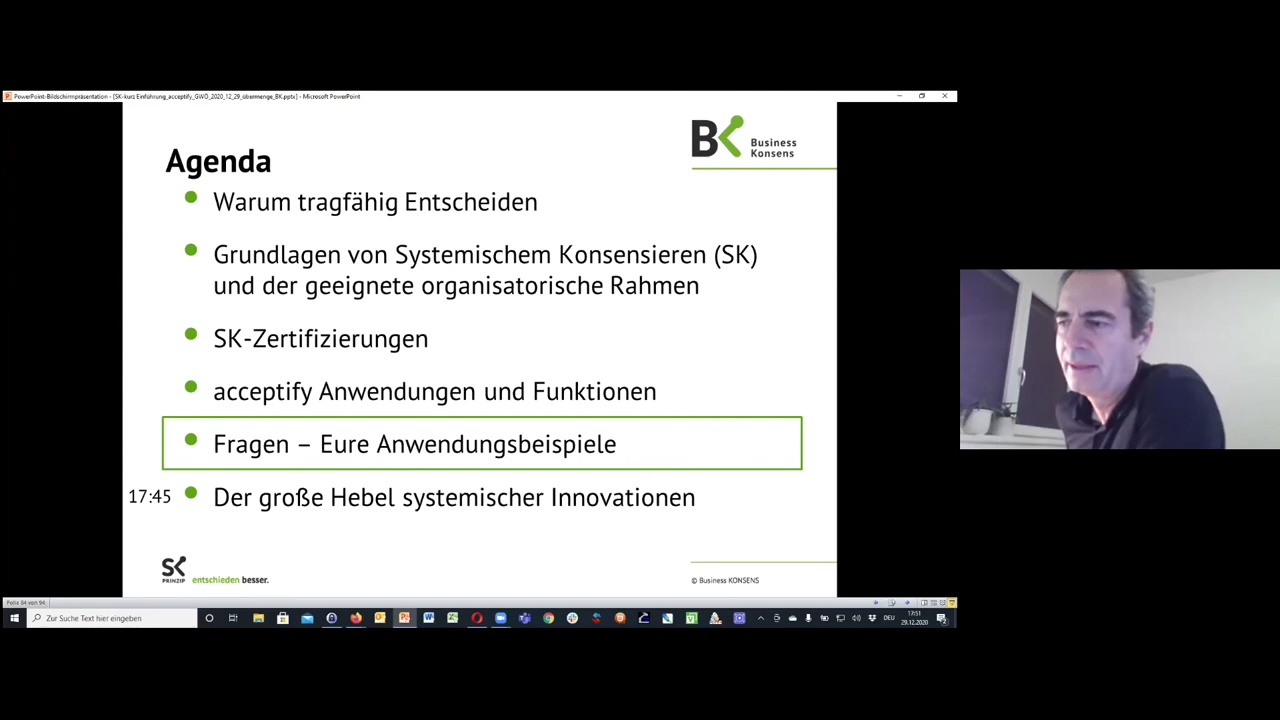 PowerPoint-Bildschirmpräsentation - [SK-kurz Einführung_acceptify_GWÖ_2020_12_29_übermenge_BK.pptx] - Microsoft PowerPoint
BK Business
Konsens
Agenda
Warum tragfähig Entscheiden
Grundlagen von Systemischem Konsensieren (SK)
und der geeignete organisatorische Rahmen
SK-Zertifizierungen
acceptify Anwendungen und Funktionen
Fragen – Eure Anwendungsbeispiele
17:45 Der große Hebel systemischer Innovationen
SK
PRINZIP entschieden besser.
© Business KONSENS
Folie 84 von 94
Zur Suche Text hier eingeben
DEU
17:51
29.12.2020